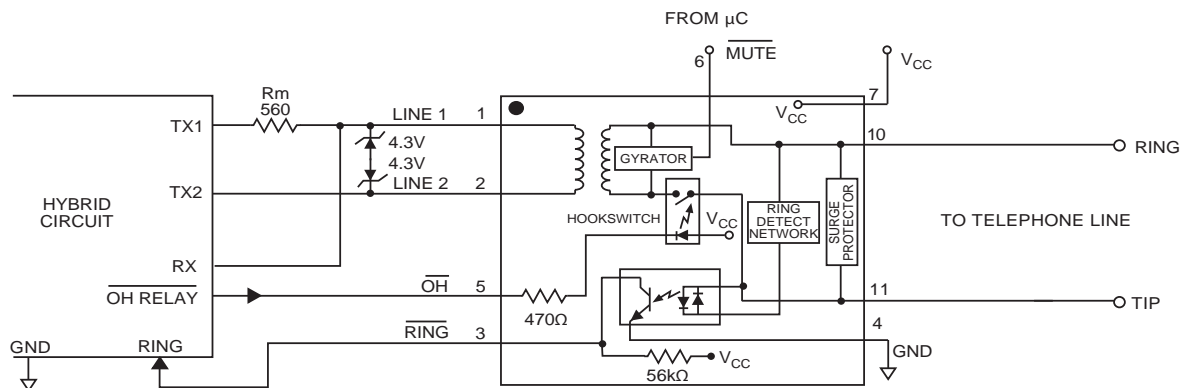 FROM µC
MUTE
6
VCC
7
VCC
Rm
560
TX1
LINE 1
1
10
RING
4.3V
4.3V
GYRATOR
TX2
LINE 2
2
HYBRID
CIRCUIT
HOOKSWITCH
VCC
RING
DETECT
NETWORK
SURGE
PROTECTOR
TO TELEPHONE LINE
RX
OH RELAY
OH
5
470Ω
11
TIP
RING
3
4
GND
GND
RING
56kΩ
VCC